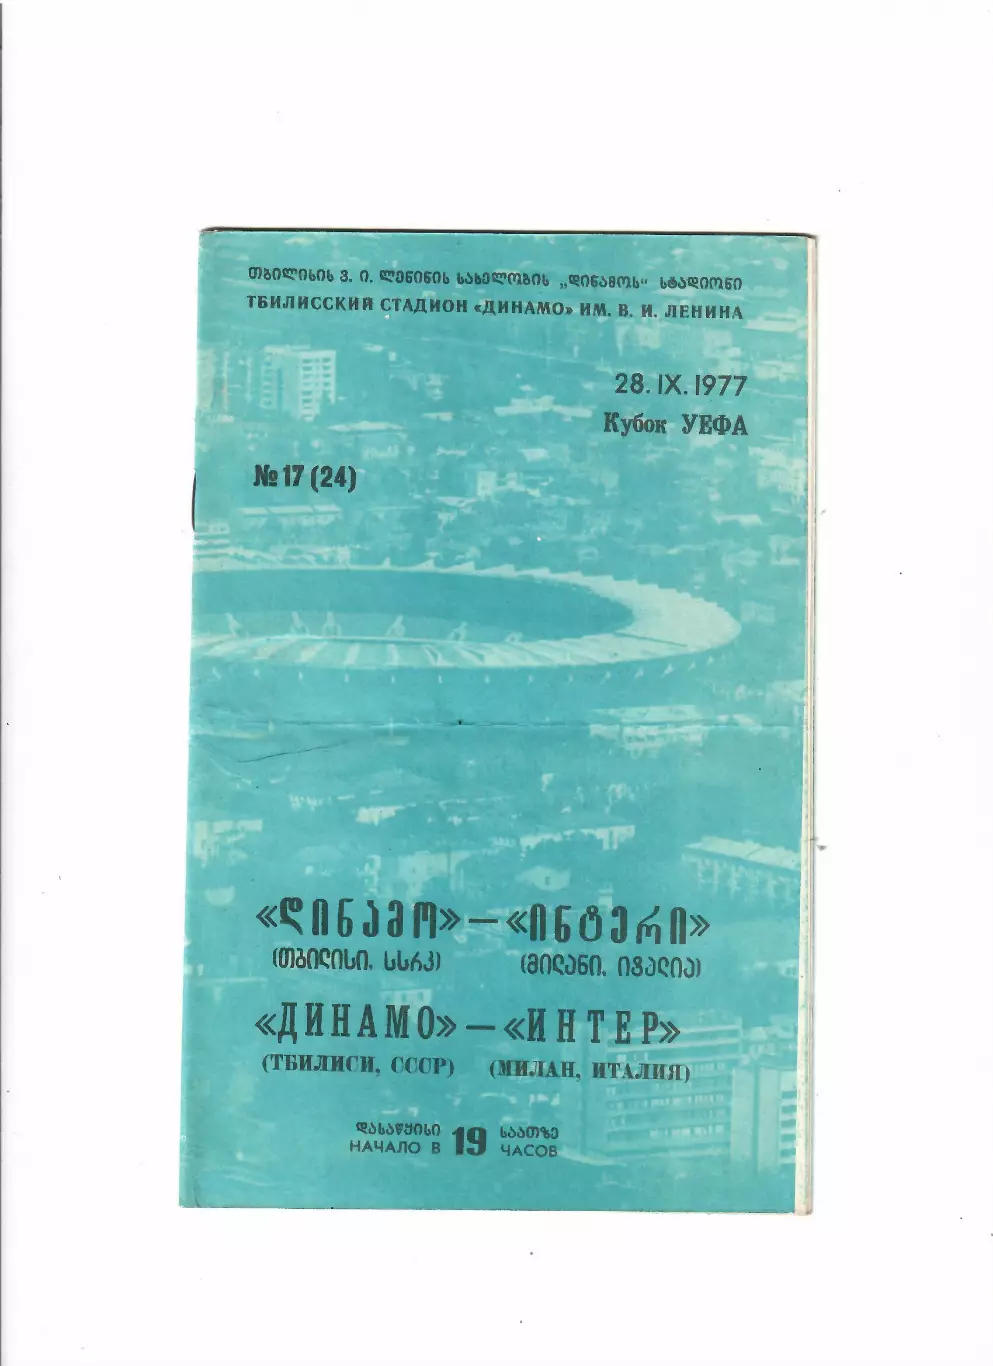 თბილისის ვ. ი. ლენინის სახელობის „დინამოს“ სტადიონი
ТБИЛИССКИЙ СТАДИОН «ДИНАМО» ИМ. В. И. ЛЕНИНА
28. IX. 1977
Кубок УЕФА
№ 17 (24)
«დინამო» — «ინტერი»
(თბილისი, სსრკ) (მილანი, იტალია)
«ДИНАМО» — «ИНТЕР»
(ТБИЛИСИ, СССР) (МИЛАН, ИТАЛИЯ)
დასაწყისი 19 საათზე
НАЧАЛО В 19 ЧАСОВ